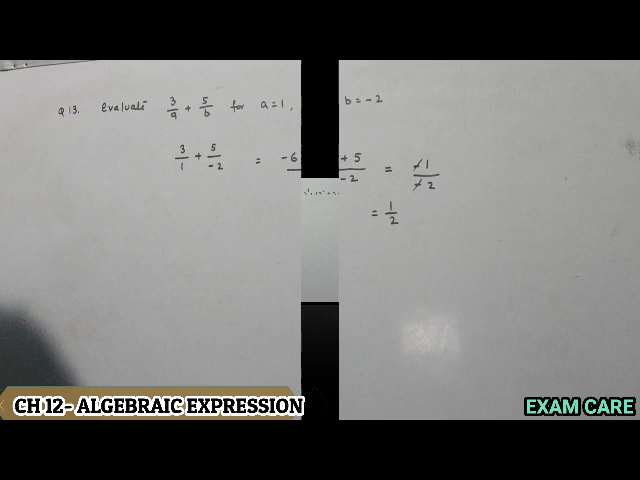 Q 13. Evaluate 3/a + 5/b for a = 1, b = -2
3/1 + 5/-2 = -6 + 5/-2 = -1/-2
= 1/2
CH 12- ALGEBRAIC EXPRESSION
EXAM CARE